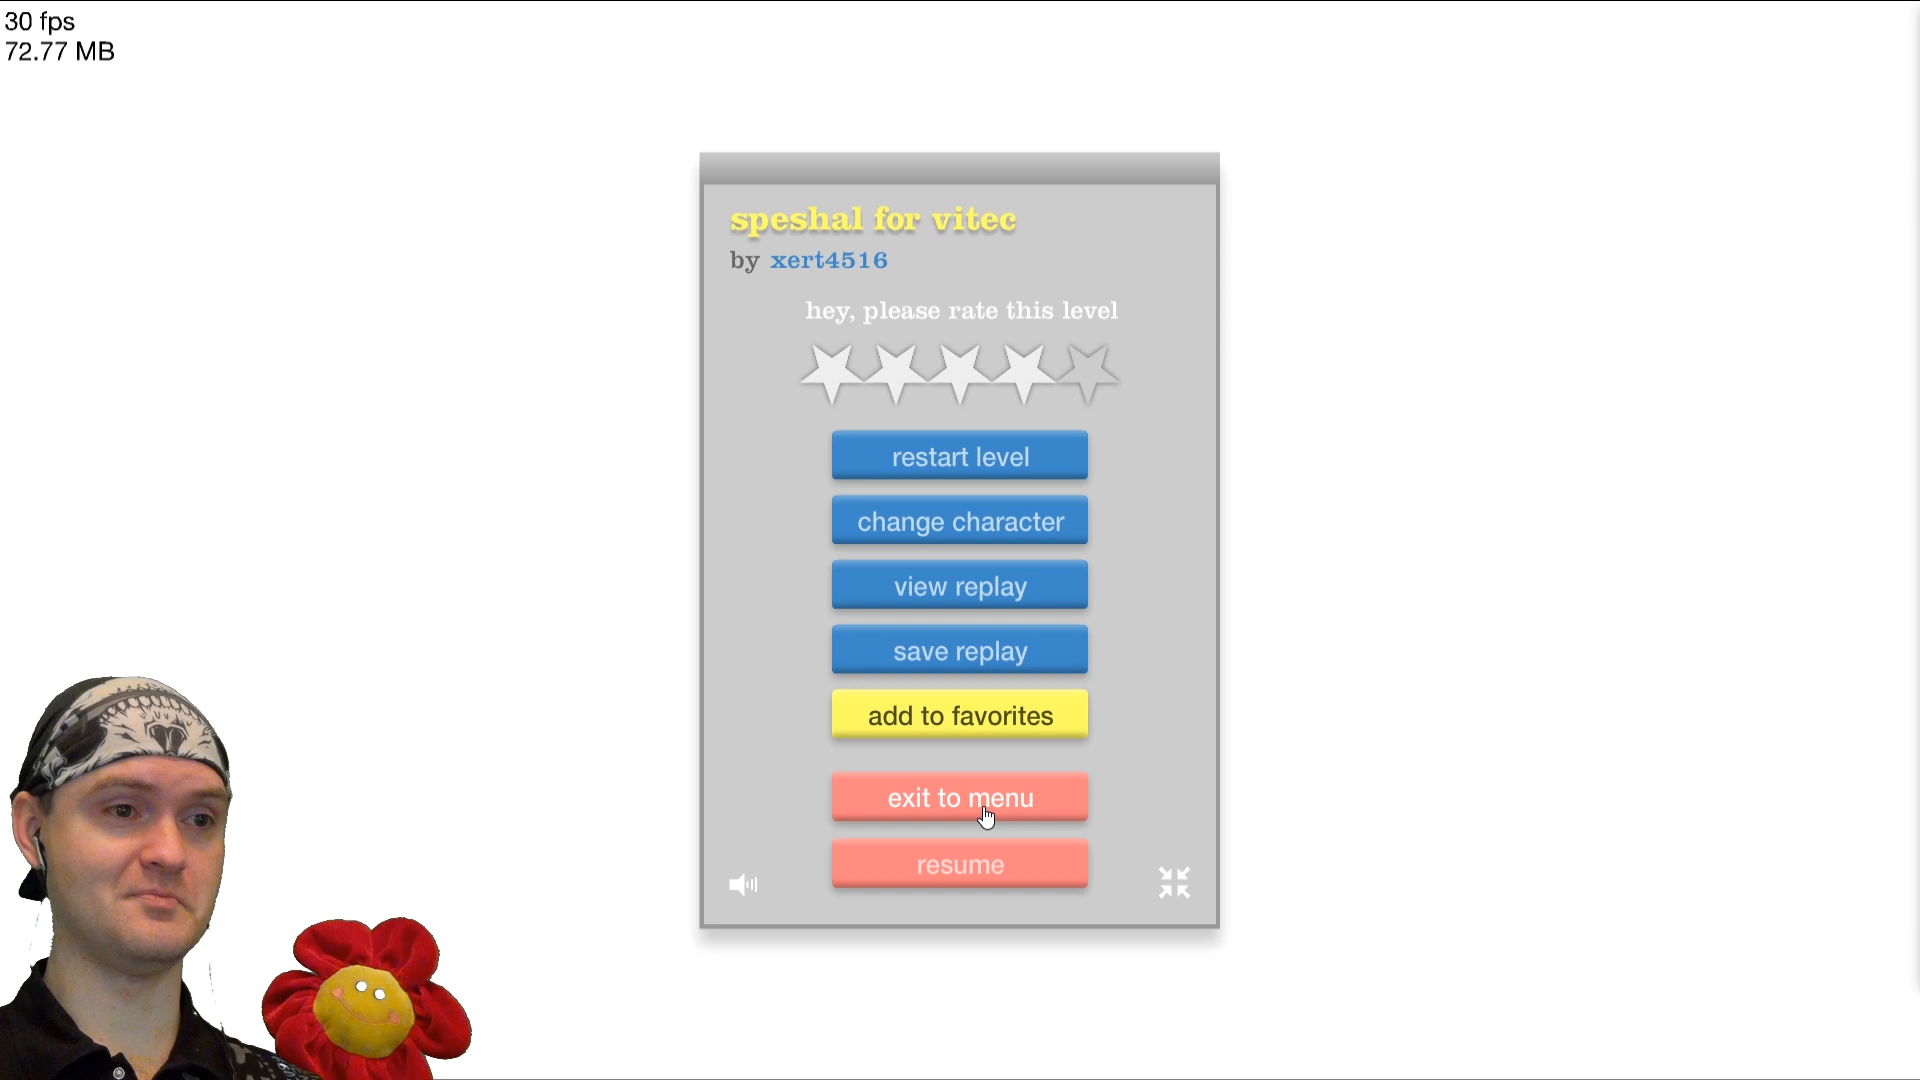 30 fps
72.77 MB
speshal for vitec
by xert4516
hey, please rate this level
restart level
change character
view replay
save replay
add to favorites
exit to menu
resume